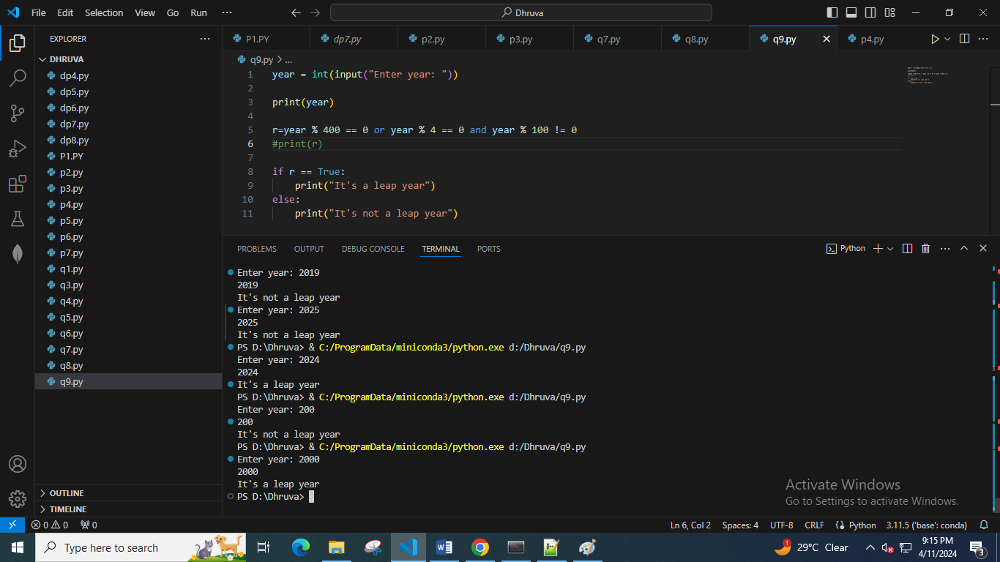 File Edit Selection View Go Run ··· Dhruva
EXPLORER ···
DHRUVA
dp4.py
dp5.py
dp6.py
dp7.py
dp8.py
P1.PY
p2.py
p3.py
p4.py
p5.py
p6.py
p7.py
q1.py
q3.py
q4.py
q5.py
q6.py
q7.py
q8.py
q9.py
OUTLINE
TIMELINE
P1.PY dp7.py p2.py p3.py q7.py q8.py q9.py p4.py
q9.py > ...
1 year = int(input("Enter year: "))
2
3 print(year)
4
5 r=year % 400 == 0 or year % 4 == 0 and year % 100 != 0
6 #print(r)
7
8 if r == True:
9     print("It's a leap year")
10 else:
11     print("It's not a leap year")
PROBLEMS OUTPUT DEBUG CONSOLE TERMINAL PORTS Python
Enter year: 2019
2019
It's not a leap year
Enter year: 2025
2025
It's not a leap year
PS D:\Dhruva> & C:/ProgramData/miniconda3/python.exe d:/Dhruva/q9.py
Enter year: 2024
2024
It's a leap year
PS D:\Dhruva> & C:/ProgramData/miniconda3/python.exe d:/Dhruva/q9.py
Enter year: 200
200
It's not a leap year
PS D:\Dhruva> & C:/ProgramData/miniconda3/python.exe d:/Dhruva/q9.py
Enter year: 2000
2000
It's a leap year
PS D:\Dhruva>
Activate Windows
Go to Settings to activate Windows.
0 0 0 Ln 6, Col 2 Spaces: 4 UTF-8 CRLF Python 3.11.5 ('base': conda)
Type here to search 1 29°C Clear 9:15 PM
4/11/2024 3